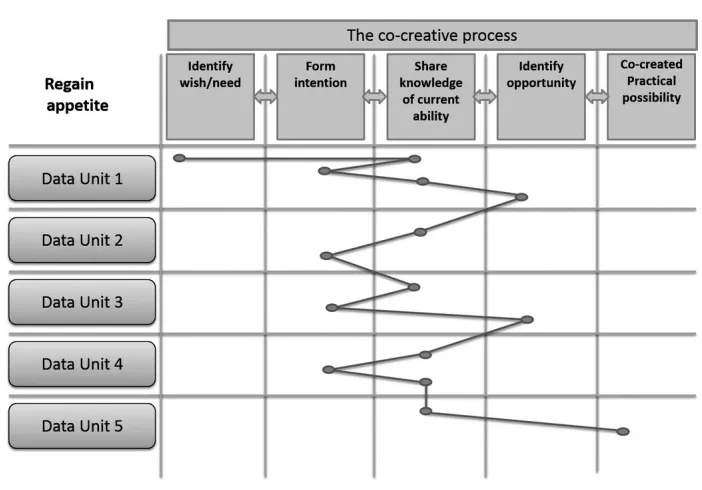 The co-creative process
Regain
appetite
Identify
wish/need
Form
intention
Share
knowledge
of current
ability
Identify
opportunity
Co-created
Practical
possibility
Data Unit 1
Data Unit 2
Data Unit 3
Data Unit 4
Data Unit 5